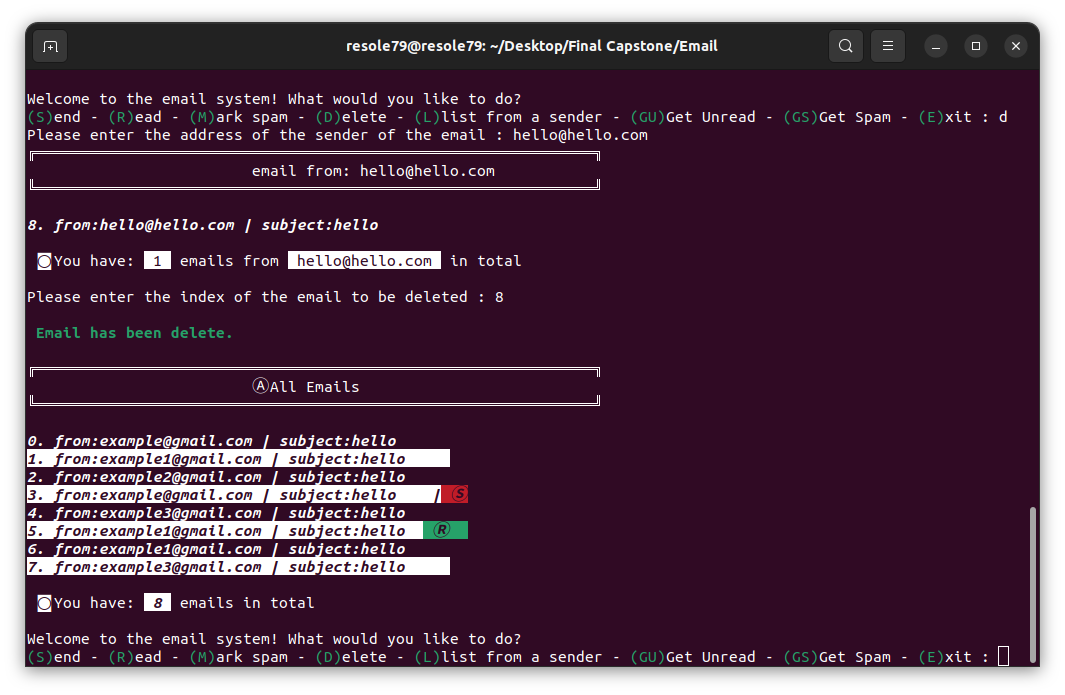 resole79@resole79: ~/Desktop/Final Capstone/Email
Welcome to the email system! What would you like to do?
(S)end - (R)ead - (M)ark spam - (D)elete - (L)list from a sender - (GU)Get Unread - (GS)Get Spam - (E)xit : d
Please enter the address of the sender of the email : hello@hello.com
email from: hello@hello.com
8. from:hello@hello.com | subject:hello
You have: 1 emails from hello@hello.com in total
Please enter the index of the email to be deleted : 8
Email has been delete.
ⒶAll Emails
0. from:example@gmail.com | subject:hello
1. from:example1@gmail.com | subject:hello
2. from:example2@gmail.com | subject:hello
3. from:example@gmail.com | subject:hello | Ⓢ
4. from:example3@gmail.com | subject:hello
5. from:example1@gmail.com | subject:hello Ⓡ
6. from:example1@gmail.com | subject:hello
7. from:example3@gmail.com | subject:hello
You have: 8 emails in total
Welcome to the email system! What would you like to do?
(S)end - (R)ead - (M)ark spam - (D)elete - (L)list from a sender - (GU)Get Unread - (GS)Get Spam - (E)xit :